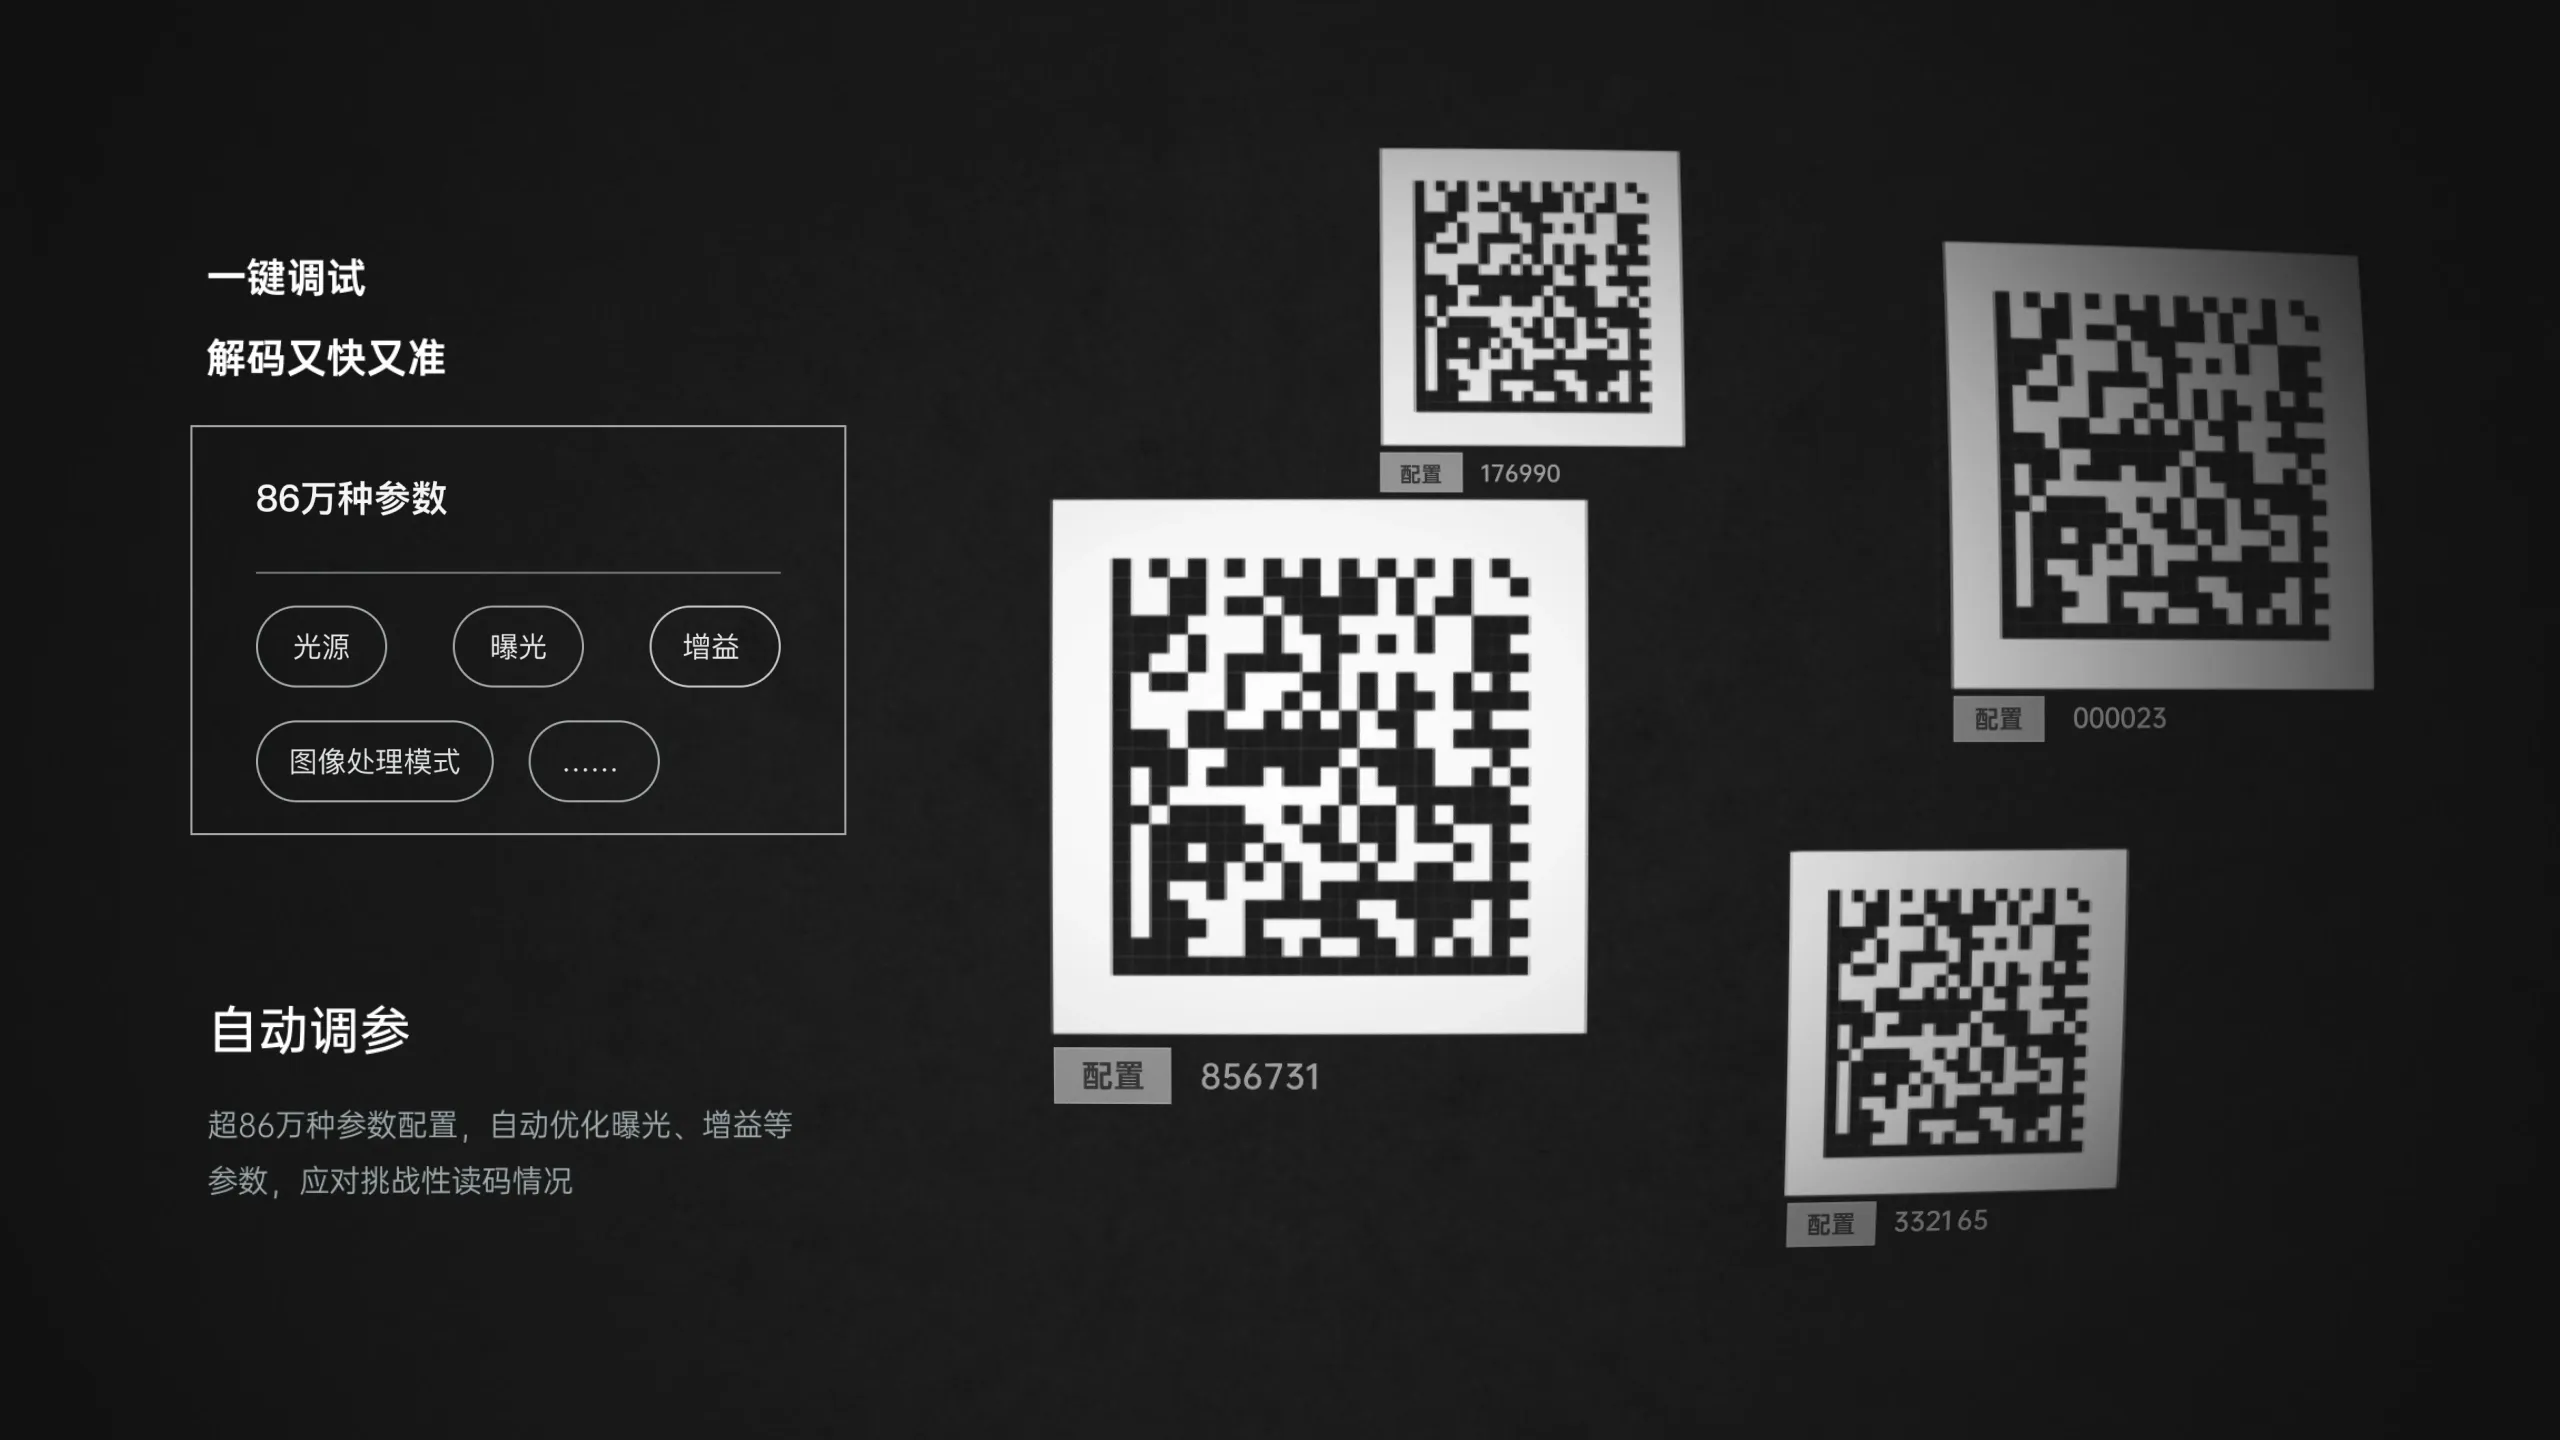 一键调试
解码又快又准
86万种参数
光源
曝光
增益
图像处理模式
......
自动调参
超86万种参数配置，自动优化曝光、增益等
参数，应对挑战性读码情况
配置 176990
配置 856731
配置 000023
配置 332165